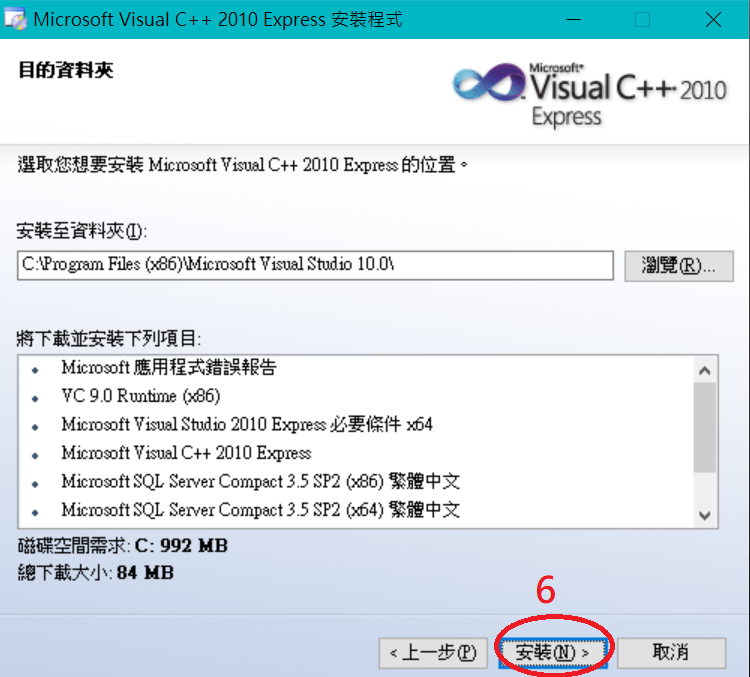 Microsoft Visual C++ 2010 Express 安裝程式
目的資料夾
Microsoft®
Visual C++ 2010
Express
選取您想要安裝 Microsoft Visual C++ 2010 Express 的位置。
安裝至資料夾(I):
C:\Program Files (x86)\Microsoft Visual Studio 10.0\
瀏覽(R)...
將下載並安裝下列項目:
• Microsoft 應用程式錯誤報告
• VC 9.0 Runtime (x86)
• Microsoft Visual Studio 2010 Express 必要條件 x64
• Microsoft Visual C++ 2010 Express
• Microsoft SQL Server Compact 3.5 SP2 (x86) 繁體中文
• Microsoft SQL Server Compact 3.5 SP2 (x64) 繁體中文
磁碟空間需求: C: 992 MB
總下載大小: 84 MB
6
< 上一步(P)
安裝(N) >
取消